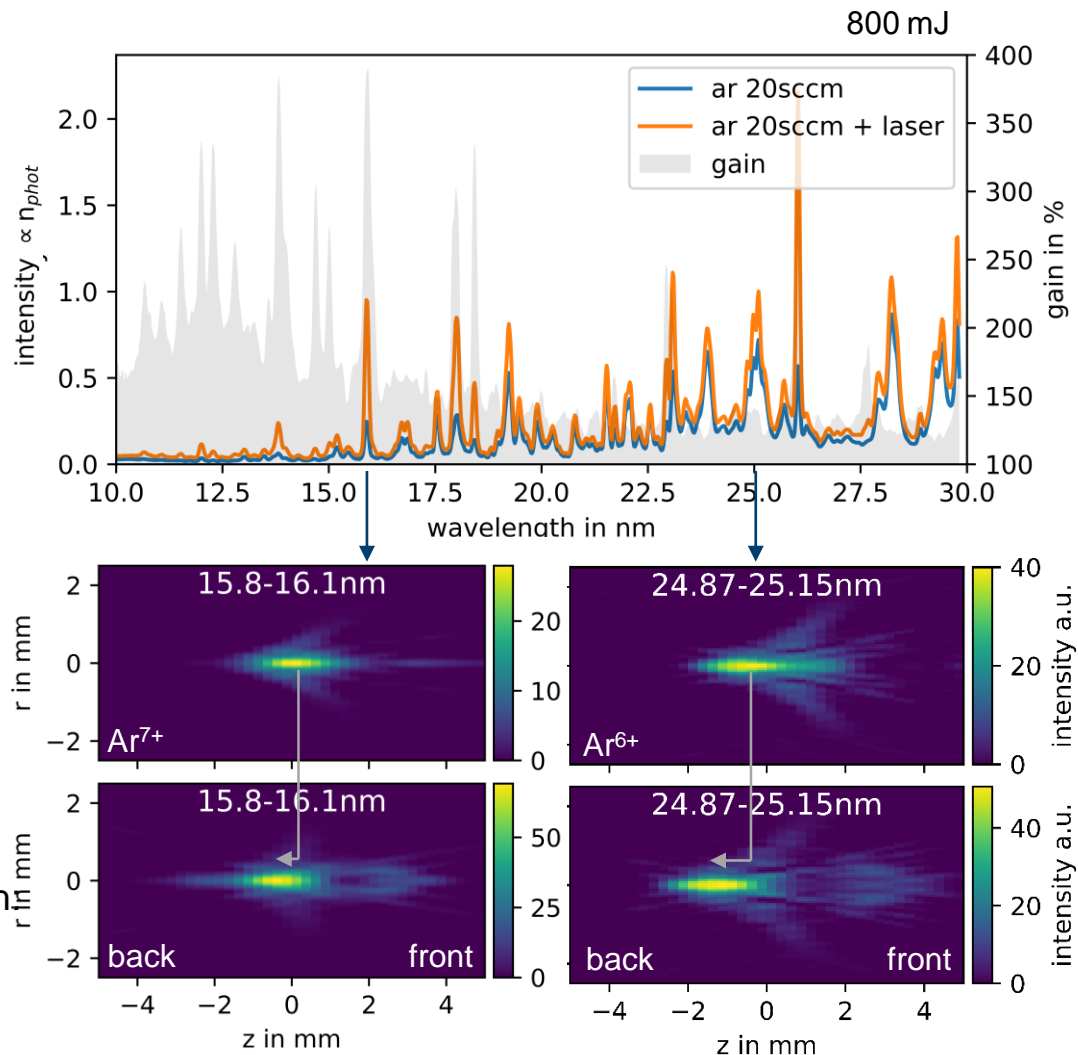 800 mJ
intensity ∝ n_phot
2.0
1.5
1.0
0.5
0.0
ar 20sccm
ar 20sccm + laser
gain
400
350
300
250
200
150
100
gain in %
10.0 12.5 15.0 17.5 20.0 22.5 25.0 27.5 30.0
wavelength in nm
r in mm
2
0
−2
15.8-16.1nm
Ar7+
20
10
0
24.87-25.15nm
Ar6+
40
20
0
intensity a.u.
r in mm
2
0
−2
15.8-16.1nm
back front
50
25
0
−4 −2 0 2 4
z in mm
24.87-25.15nm
back front
40
20
0
intensity a.u.
−4 −2 0 2 4
z in mm